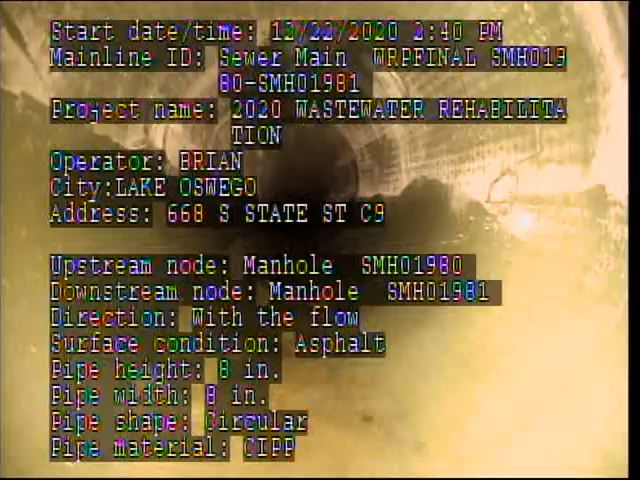 Start date/time: 12/22/2020 2:40 PM
Mainline ID: Sewer Main  WRPFINAL SMH019
80-SMH01981
Project name: 2020 WASTEWATER REHABILITA
TION
Operator: BRIAN
City:LAKE OSWEGO
Address: 668 S STATE ST C9
Upstream node: Manhole  SMH01980
Downstream node: Manhole  SMH01981
Direction: With the flow
Surface condition: Asphalt
Pipe height: 8 in.
Pipe width: 8 in.
Pipe shape: Circular
Pipe material: CIPP